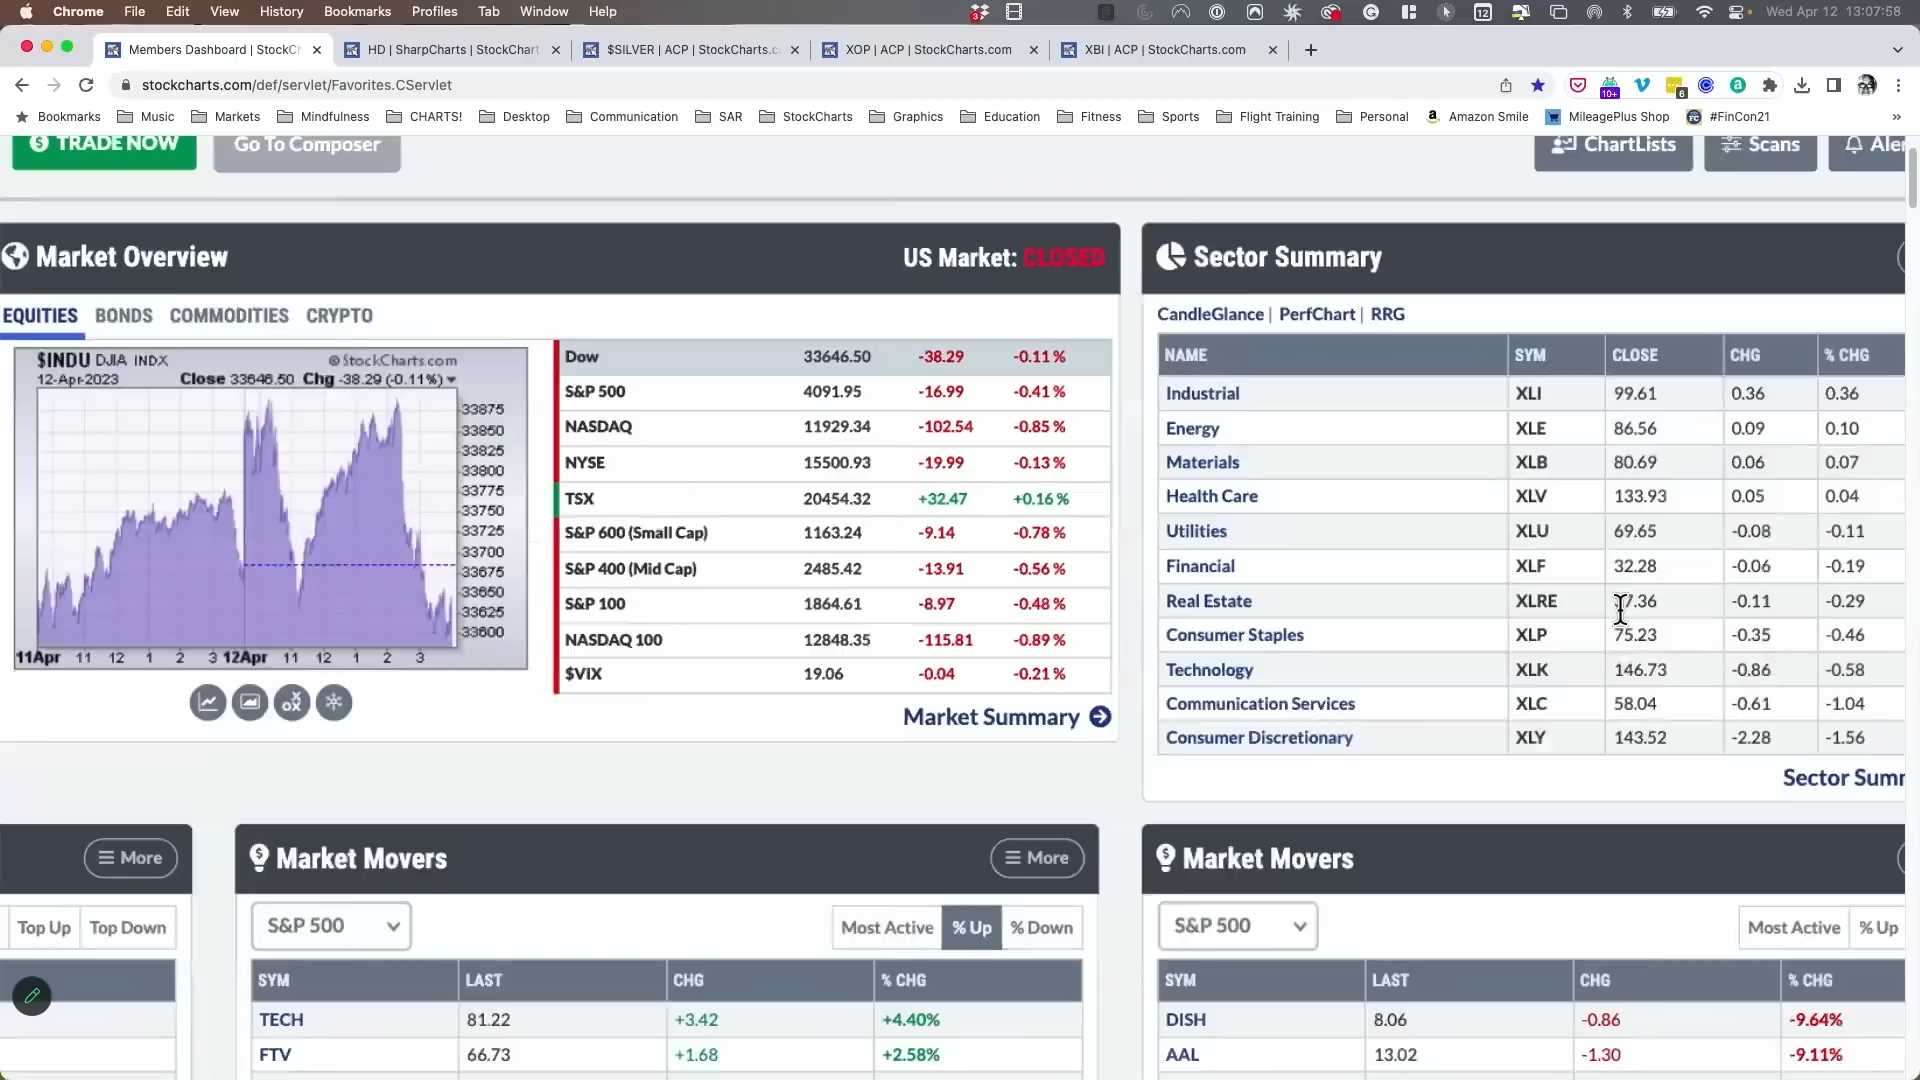 Chrome File Edit View History Bookmarks Profiles Tab Window Help 3 12 Wed Apr 12 13:07:58
Members Dashboard | StockCh HD | SharpCharts | StockChart $SILVER | ACP | StockCharts.c XOP | ACP | StockCharts.com XBI | ACP | StockCharts.com
stockcharts.com/def/servlet/Favorites.CServlet 10+ 6
Bookmarks Music Markets Mindfulness CHARTS! Desktop Communication SAR StockCharts Graphics Education Fitness Sports Flight Training Personal Amazon Smile MileagePlus Shop #FinCon21 »
TRADE NOW Go To Composer ChartLists Scans Aler
Market Overview US Market: CLOSED
EQUITIES BONDS COMMODITIES CRYPTO
$INDU DJIA INDX © StockCharts.com
12-Apr-2023 Close 33646.50 Chg -38.29 (-0.11%)
33875
33850
33825
33800
33775
33750
33725
33700
33675
33650
33625
33600
11Apr 11 12 1 2 3 12Apr 11 12 1 2 3
Dow 33646.50 -38.29 -0.11 %
S&P 500 4091.95 -16.99 -0.41 %
NASDAQ 11929.34 -102.54 -0.85 %
NYSE 15500.93 -19.99 -0.13 %
TSX 20454.32 +32.47 +0.16 %
S&P 600 (Small Cap) 1163.24 -9.14 -0.78 %
S&P 400 (Mid Cap) 2485.42 -13.91 -0.56 %
S&P 100 1864.61 -8.97 -0.48 %
NASDAQ 100 12848.35 -115.81 -0.89 %
$VIX 19.06 -0.04 -0.21 %
Market Summary
Sector Summary
CandleGlance | PerfChart | RRG
NAME SYM CLOSE CHG % CHG
Industrial XLI 99.61 0.36 0.36
Energy XLE 86.56 0.09 0.10
Materials XLB 80.69 0.06 0.07
Health Care XLV 133.93 0.05 0.04
Utilities XLU 69.65 -0.08 -0.11
Financial XLF 32.28 -0.06 -0.19
Real Estate XLRE 7.36 -0.11 -0.29
Consumer Staples XLP 75.23 -0.35 -0.46
Technology XLK 146.73 -0.86 -0.58
Communication Services XLC 58.04 -0.61 -1.04
Consumer Discretionary XLY 143.52 -2.28 -1.56
Sector Summ
More
Top Up Top Down
Market Movers More
S&P 500 Most Active % Up % Down
SYM LAST CHG % CHG
TECH 81.22 +3.42 +4.40%
FTV 66.73 +1.68 +2.58%
Market Movers
S&P 500 Most Active % Up
SYM LAST CHG % CHG
DISH 8.06 -0.86 -9.64%
AAL 13.02 -1.30 -9.11%